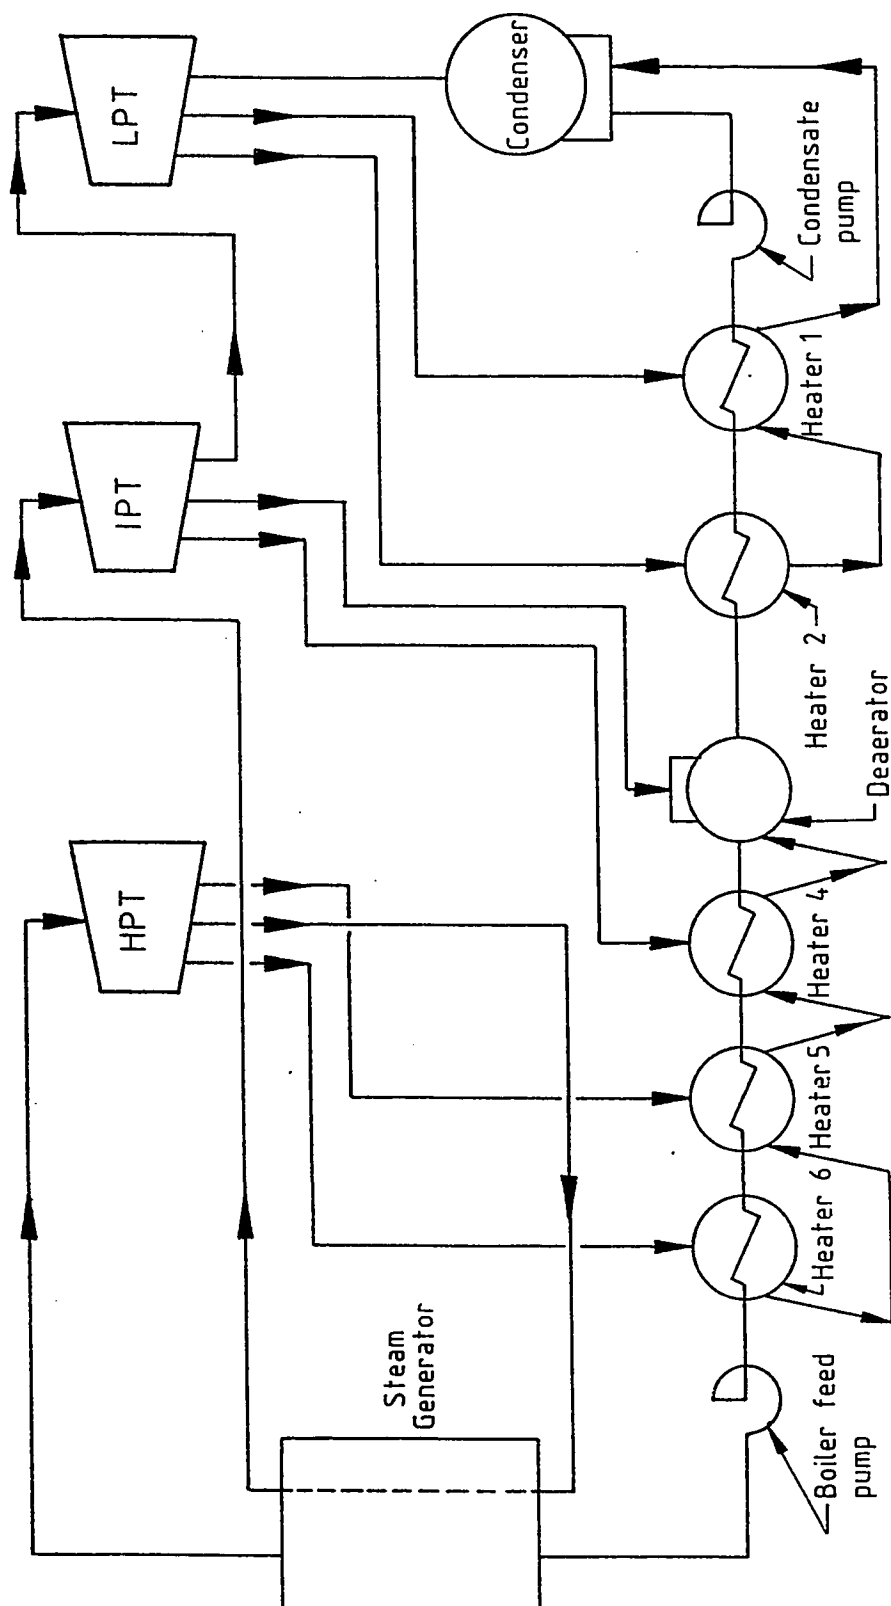 HPT
IPT
LPT
Steam
Generator
Condenser
Boiler feed
pump
Heater 6
Heater 5
Heater 4
Deaerator
Heater 2
Heater 1
Condensate
pump